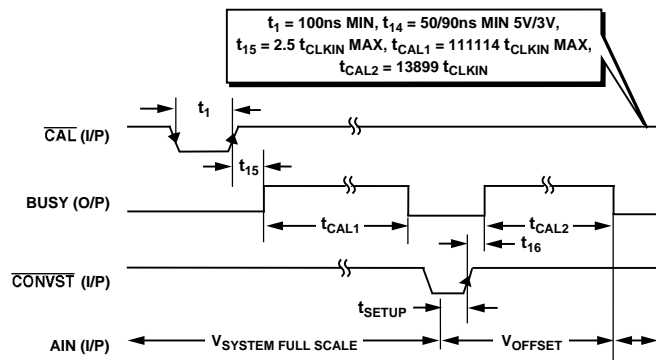 t1 = 100ns MIN, t14 = 50/90ns MIN 5V/3V,
t15 = 2.5 tCLKIN MAX, tCAL1 = 111114 tCLKIN MAX,
tCAL2 = 13899 tCLKIN
t1
CAL (I/P)
t15
BUSY (O/P)
tCAL1
tCAL2
t16
CONVST (I/P)
tSETUP
AIN (I/P)
VSYSTEM FULL SCALE
VOFFSET